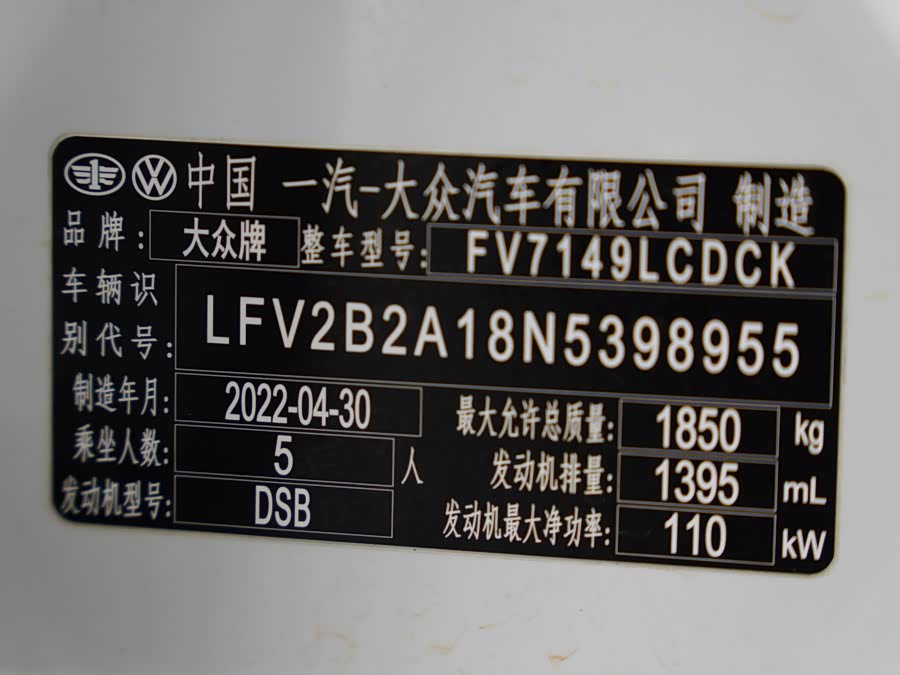 中国 一汽-大众汽车有限公司 制造
品牌: 大众牌 整车型号: FV7149LCDCK
车辆识
别代号: LFV2B2A18N5398955
制造年月: 2022-04-30 最大允许总质量: 1850 kg
乘坐人数: 5 人 发动机排量: 1395 mL
发动机型号: DSB 发动机最大净功率: 110 kW